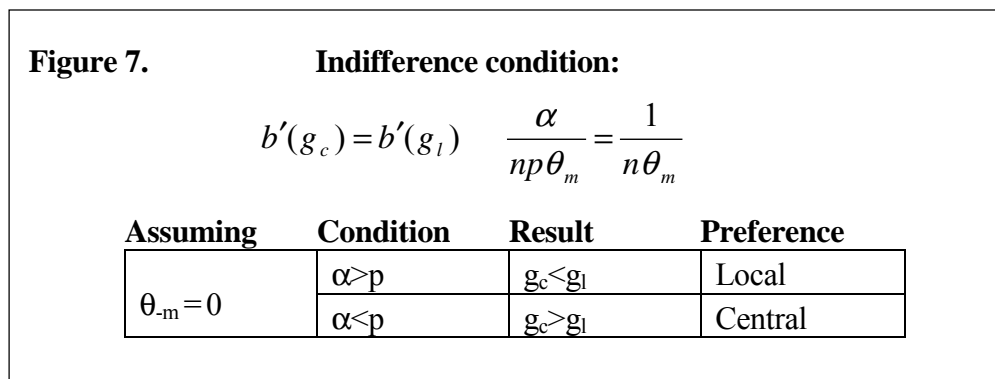 Figure 7. Indifference condition:
b′(g_c) = b′(g_l) α/(npθ_m) = 1/(nθ_m)
Assuming Condition Result Preference
θ_-m = 0 α>p g_c<g_l Local
α<p g_c>g_l Central